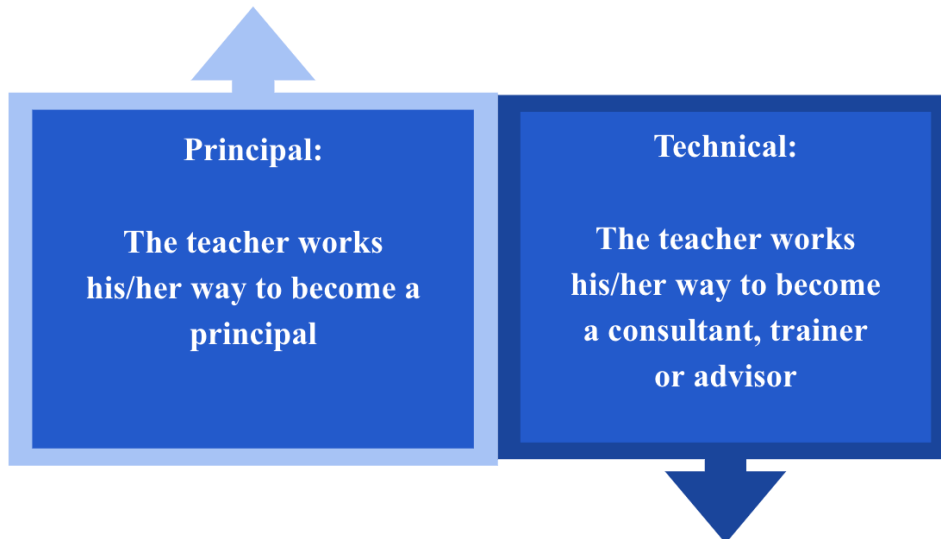 Principal:
The teacher works
his/her way to become a
principal
Technical:
The teacher works
his/her way to become
a consultant, trainer
or advisor